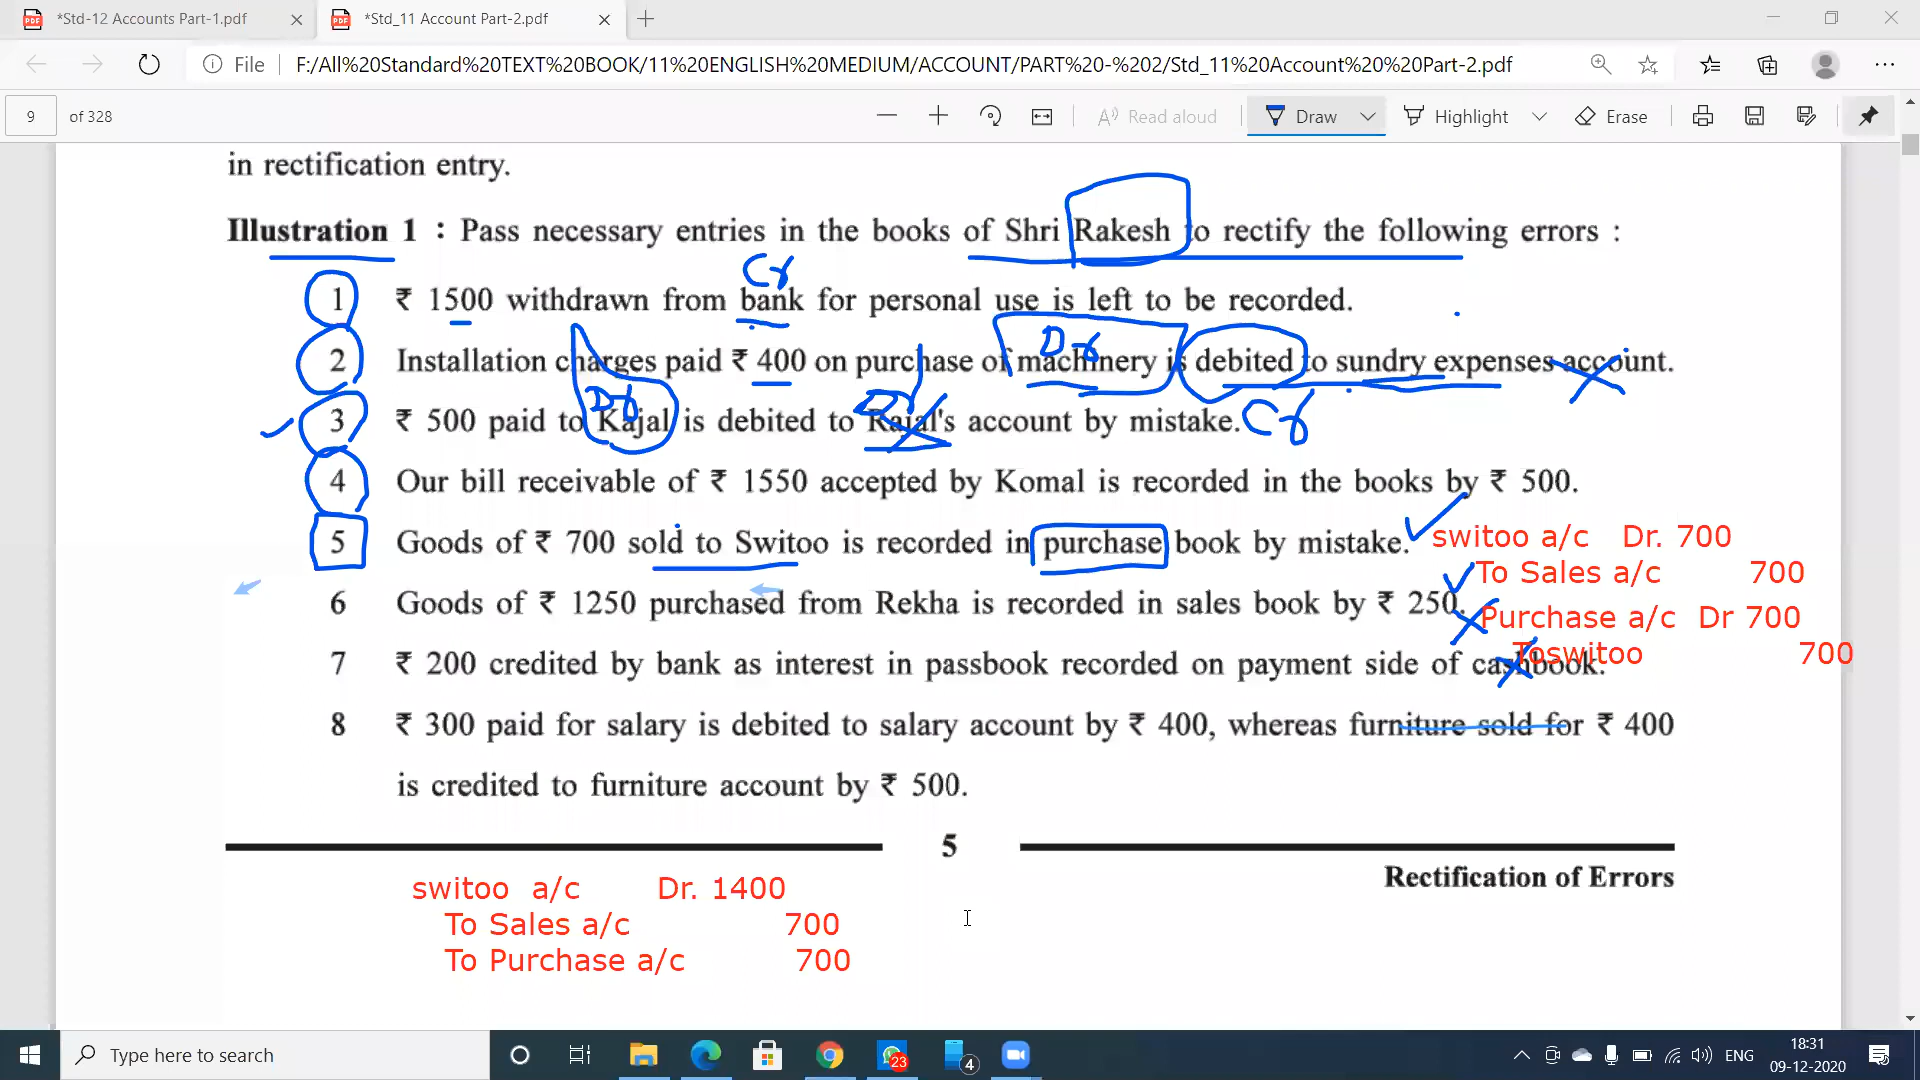 *Std-12 Accounts Part-1.pdf
*Std_11 Account Part-2.pdf
File F:/All%20Standard%20TEXT%20BOOK/11%20ENGLISH%20MEDIUM/ACCOUNT/PART%20-%202/Std_11%20Account%20%20Part-2.pdf
9 of 328 Read aloud Draw Highlight Erase
in rectification entry.
Illustration 1 : Pass necessary entries in the books of Shri Rakesh to rectify the following errors :
Cr
1 ₹ 1500 withdrawn from bank for personal use is left to be recorded.
Dr
2 Installation charges paid ₹ 400 on purchase of machinery is debited to sundry expenses account.
Dr Dr
3 ₹ 500 paid to Kajal is debited to Rajal's account by mistake. Cr
4 Our bill receivable of ₹ 1550 accepted by Komal is recorded in the books by ₹ 500.
5 Goods of ₹ 700 sold to Switoo is recorded in purchase book by mistake. switoo a/c Dr. 700
To Sales a/c 700
6 Goods of ₹ 1250 purchased from Rekha is recorded in sales book by ₹ 250. Purchase a/c Dr 700
Toswitoo 700
7 ₹ 200 credited by bank as interest in passbook recorded on payment side of cashbook.
8 ₹ 300 paid for salary is debited to salary account by ₹ 400, whereas furniture sold for ₹ 400
is credited to furniture account by ₹ 500.
5
Rectification of Errors
switoo a/c Dr. 1400
To Sales a/c 700
To Purchase a/c 700
Type here to search 23 4 ENG 18:31
09-12-2020